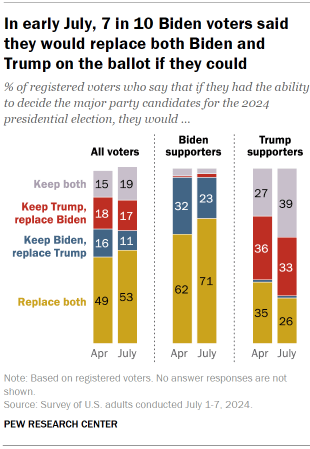 In early July, 7 in 10 Biden voters said
they would replace both Biden and
Trump on the ballot if they could
% of registered voters who say that if they had the ability
to decide the major party candidates for the 2024
presidential election, they would ...
All voters
Biden
supporters
Trump
supporters
Keep both
15
19
27
39
Keep Trump,
replace Biden
18
17
36
33
Keep Biden,
replace Trump
16
11
32
23
Replace both
49
53
62
71
35
26
Apr July
Apr July
Apr July
Note: Based on registered voters. No answer responses are not
shown.
Source: Survey of U.S. adults conducted July 1-7, 2024.
PEW RESEARCH CENTER